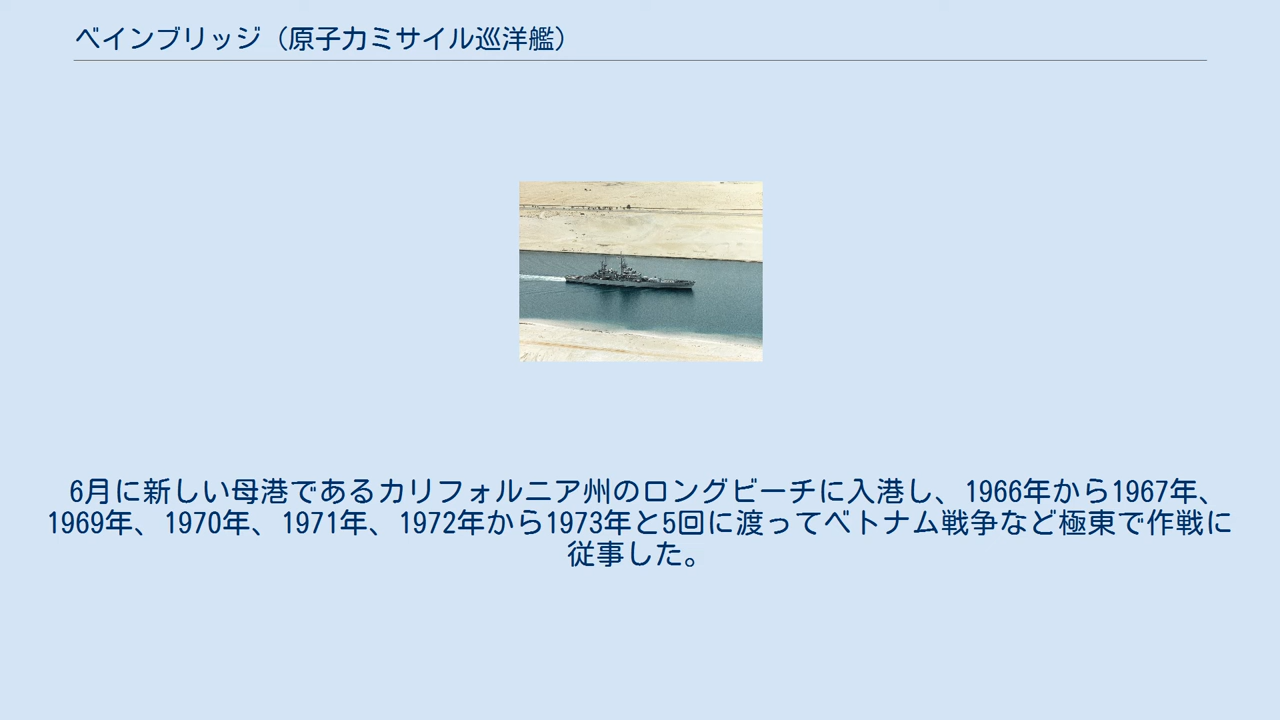 ベインブリッジ（原子力ミサイル巡洋艦）
6月に新しい母港であるカリフォルニア州のロングビーチに入港し、1966年から1967年、
1969年、1970年、1971年、1972年から1973年と5回に渡ってベトナム戦争など極東で作戦に
従事した。